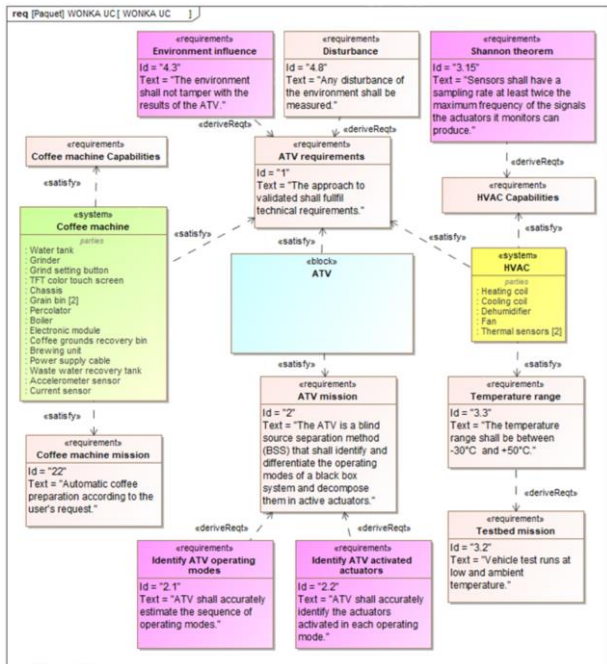 req [Paquet] WONKA UC [ WONKA UC ]
«requirement»
Environment influence
Id = "4.3"
Text = "The environment
shall not tamper with the
results of the ATV."
«requirement»
Disturbance
Id = "4.8"
Text = "Any disturbance of
the environment shall be
measured."
«requirement»
Shannon theorem
Id = "3.15"
Text = "Sensors shall have a
sampling rate at least twice the
maximum frequency of the signals
the actuators it monitors can
produce."
«deriveReqt»
«deriveReqt»
«deriveReqt»
«requirement»
Coffee machine Capabilities
«requirement»
ATV requirements
Id = "1"
Text = "The approach to
validated shall fullfil
technical requirements."
«requirement»
HVAC Capabilities
«satisfy»
«satisfy»
«satisfy»
«satisfy»
«satisfy»
«system»
Coffee machine
parties
: Water tank
: Grinder
: Grind setting button
: TFT color touch screen
: Chassis
: Grain bin [2]
: Percolator
: Boiler
: Electronic module
: Coffee grounds recovery bin
: Brewing unit
: Power supply cable
: Waste water recovery tank
: Accelerometer sensor
: Current sensor
«block»
ATV
«system»
HVAC
parties
: Heating coil
: Cooling coil
: Dehumidifier
: Fan
: Thermal sensors [2]
«satisfy»
«satisfy»
«satisfy»
«requirement»
Coffee machine mission
Id = "22"
Text = "Automatic coffee
preparation according to the
user's request."
«requirement»
ATV mission
Id = "2"
Text = "The ATV is a blind
source separation method
(BSS) that shall identify and
differentiate the operating
modes of a black box
system and decompose
them in active actuators."
«requirement»
Temperature range
Id = "3.3"
Text = "The temperature
range shall be between
-30°C and +50°C."
«deriveReqt»
«deriveReqt»
«deriveReqt»
«requirement»
Identify ATV operating
modes
Id = "2.1"
Text = "ATV shall accurately
estimate the sequence of
operating modes."
«requirement»
Identify ATV activated
actuators
Id = "2.2"
Text = "ATV shall accurately
identify the actuators
activated in each operating
mode."
«requirement»
Testbed mission
Id = "3.2"
Text = "Vehicle test runs at
low and ambient
temperature."